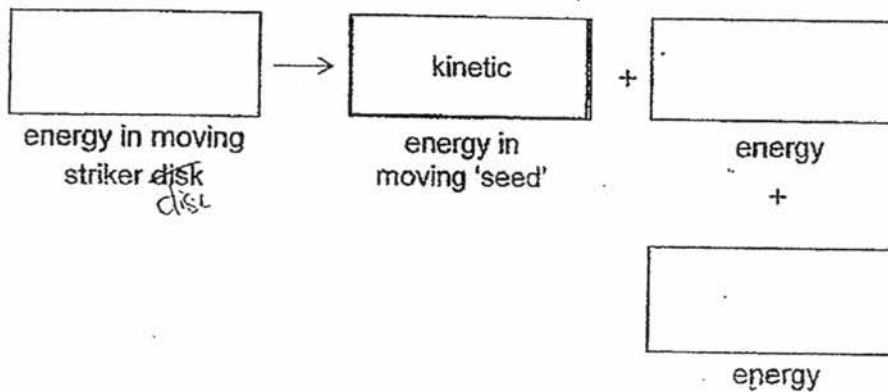 kinetic
+
energy in moving
striker disk
disc
energy in
moving 'seed'
energy
+
energy